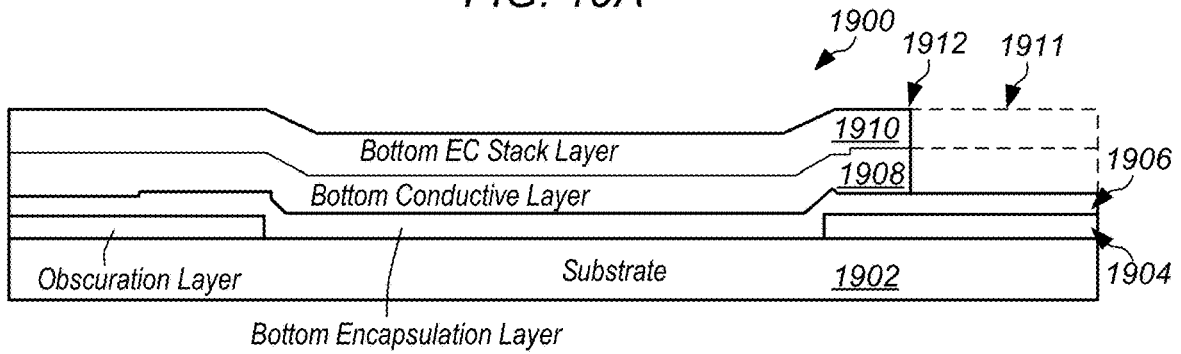 FIG.
1900
1912
1911
1910
Bottom EC Stack Layer
1906
1908
Bottom Conductive Layer
Obscuration Layer
Substrate
1902
1904
Bottom Encapsulation Layer